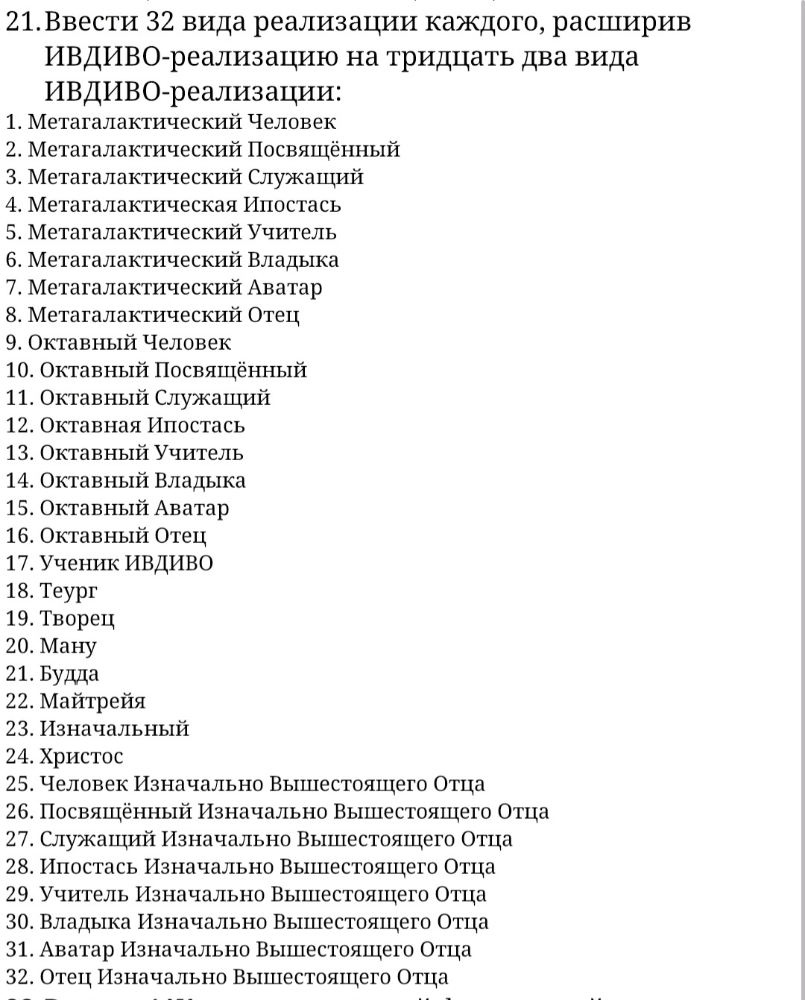 21. Ввести 32 вида реализации каждого, расширив
ИВДИВО-реализацию на тридцать два вида
ИВДИВО-реализации:
1. Метагалактический Человек
2. Метагалактический Посвящённый
3. Метагалактический Служащий
4. Метагалактическая Ипостась
5. Метагалактический Учитель
6. Метагалактический Владыка
7. Метагалактический Аватар
8. Метагалактический Отец
9. Октавный Человек
10. Октавный Посвящённый
11. Октавный Служащий
12. Октавная Ипостась
13. Октавный Учитель
14. Октавный Владыка
15. Октавный Аватар
16. Октавный Отец
17. Ученик ИВДИВО
18. Теург
19. Творец
20. Ману
21. Будда
22. Майтрейя
23. Изначальный
24. Христос
25. Человек Изначально Вышестоящего Отца
26. Посвящённый Изначально Вышестоящего Отца
27. Служащий Изначально Вышестоящего Отца
28. Ипостась Изначально Вышестоящего Отца
29. Учитель Изначально Вышестоящего Отца
30. Владыка Изначально Вышестоящего Отца
31. Аватар Изначально Вышестоящего Отца
32. Отец Изначально Вышестоящего Отца